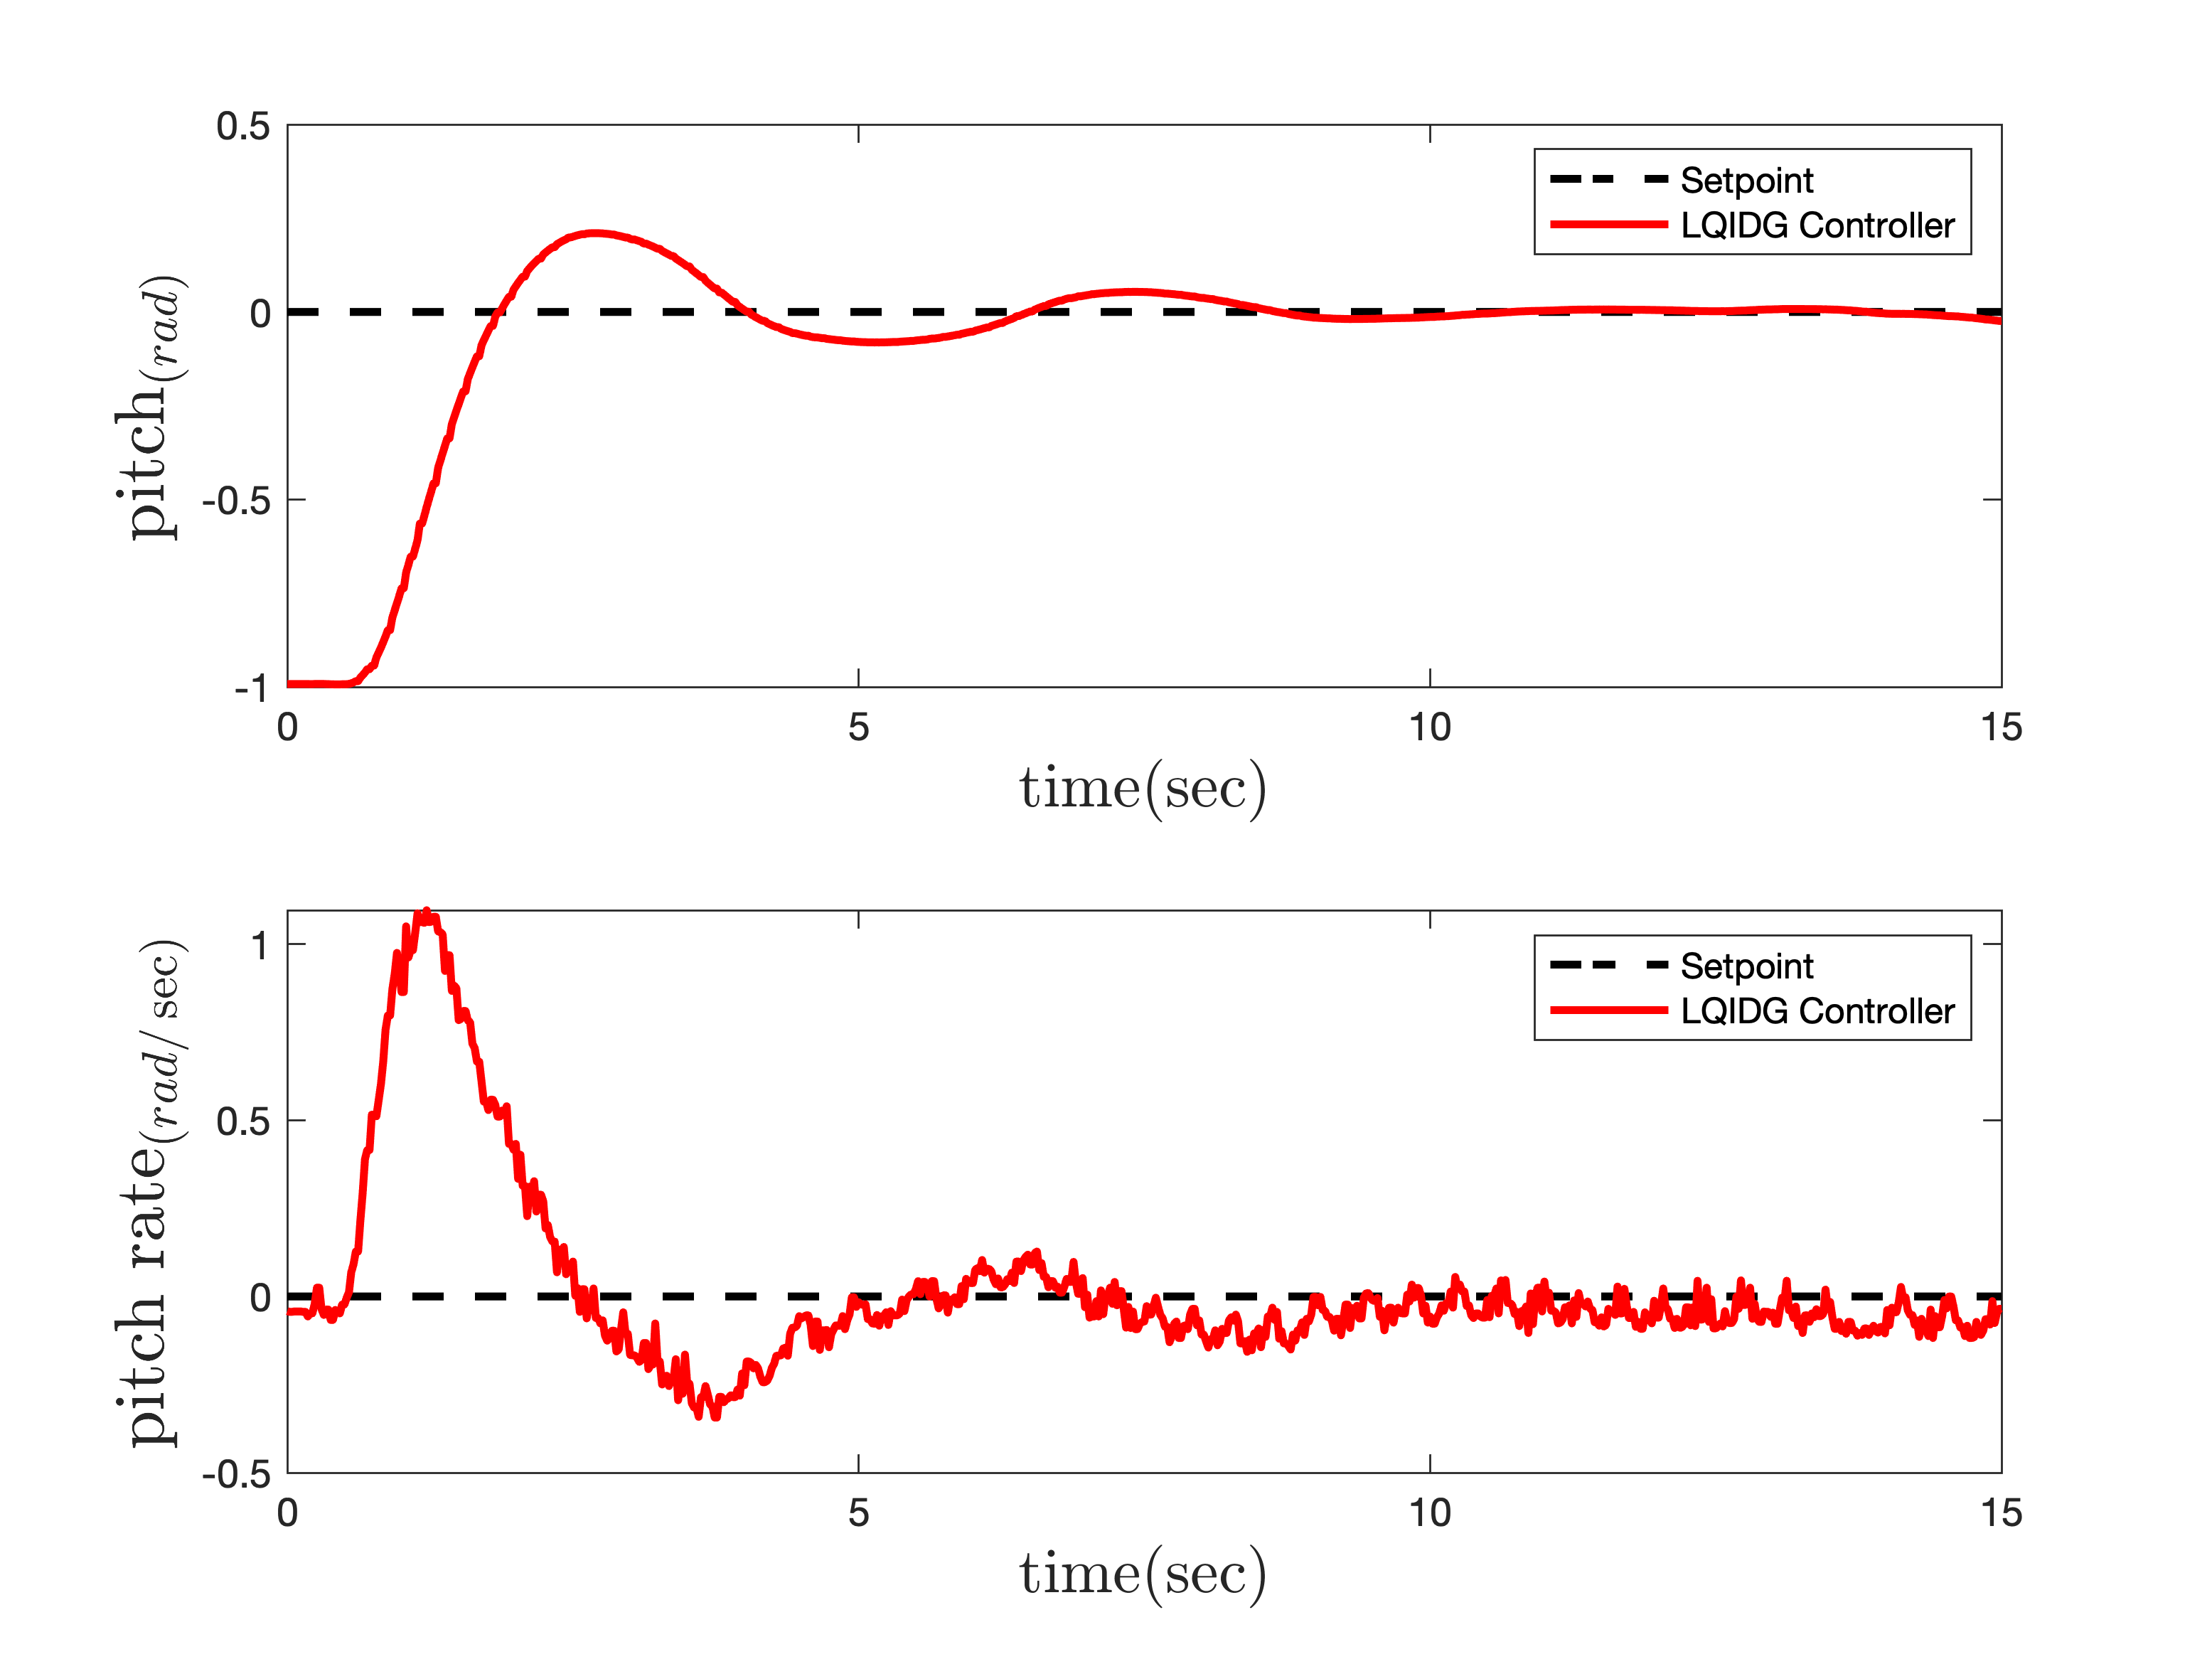 0.5
0
-0.5
-1
pitch(rad)
Setpoint
LQIDG Controller
0 5 10 15
time(sec)
1
0.5
0
-0.5
pitch rate(rad/sec)
Setpoint
LQIDG Controller
0 5 10 15
time(sec)